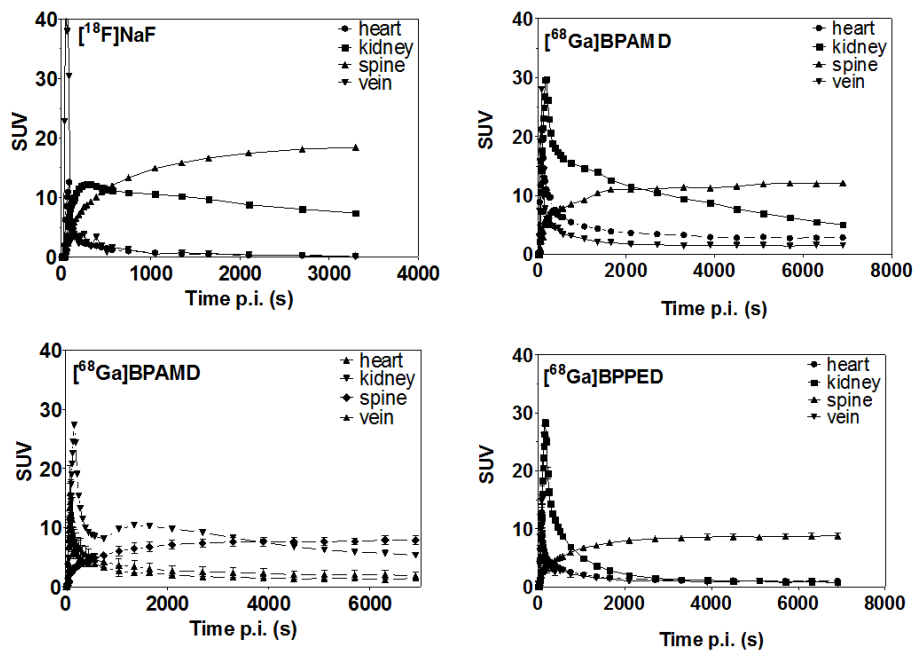 [¹⁸F]NaF
heart
kidney
spine
vein
SUV
40
30
20
10
0
0 1000 2000 3000 4000
Time p.i. (s)
[⁶⁸Ga]BPAMD
heart
kidney
spine
vein
SUV
40
30
20
10
0
0 2000 4000 6000 8000
Time p.i. (s)
[⁶⁸Ga]BPAMD
heart
kidney
spine
vein
SUV
40
30
20
10
0
0 2000 4000 6000
Time p.i. (s)
[⁶⁸Ga]BPPED
heart
kidney
spine
vein
SUV
40
30
20
10
0
0 2000 4000 6000 8000
Time p.i. (s)